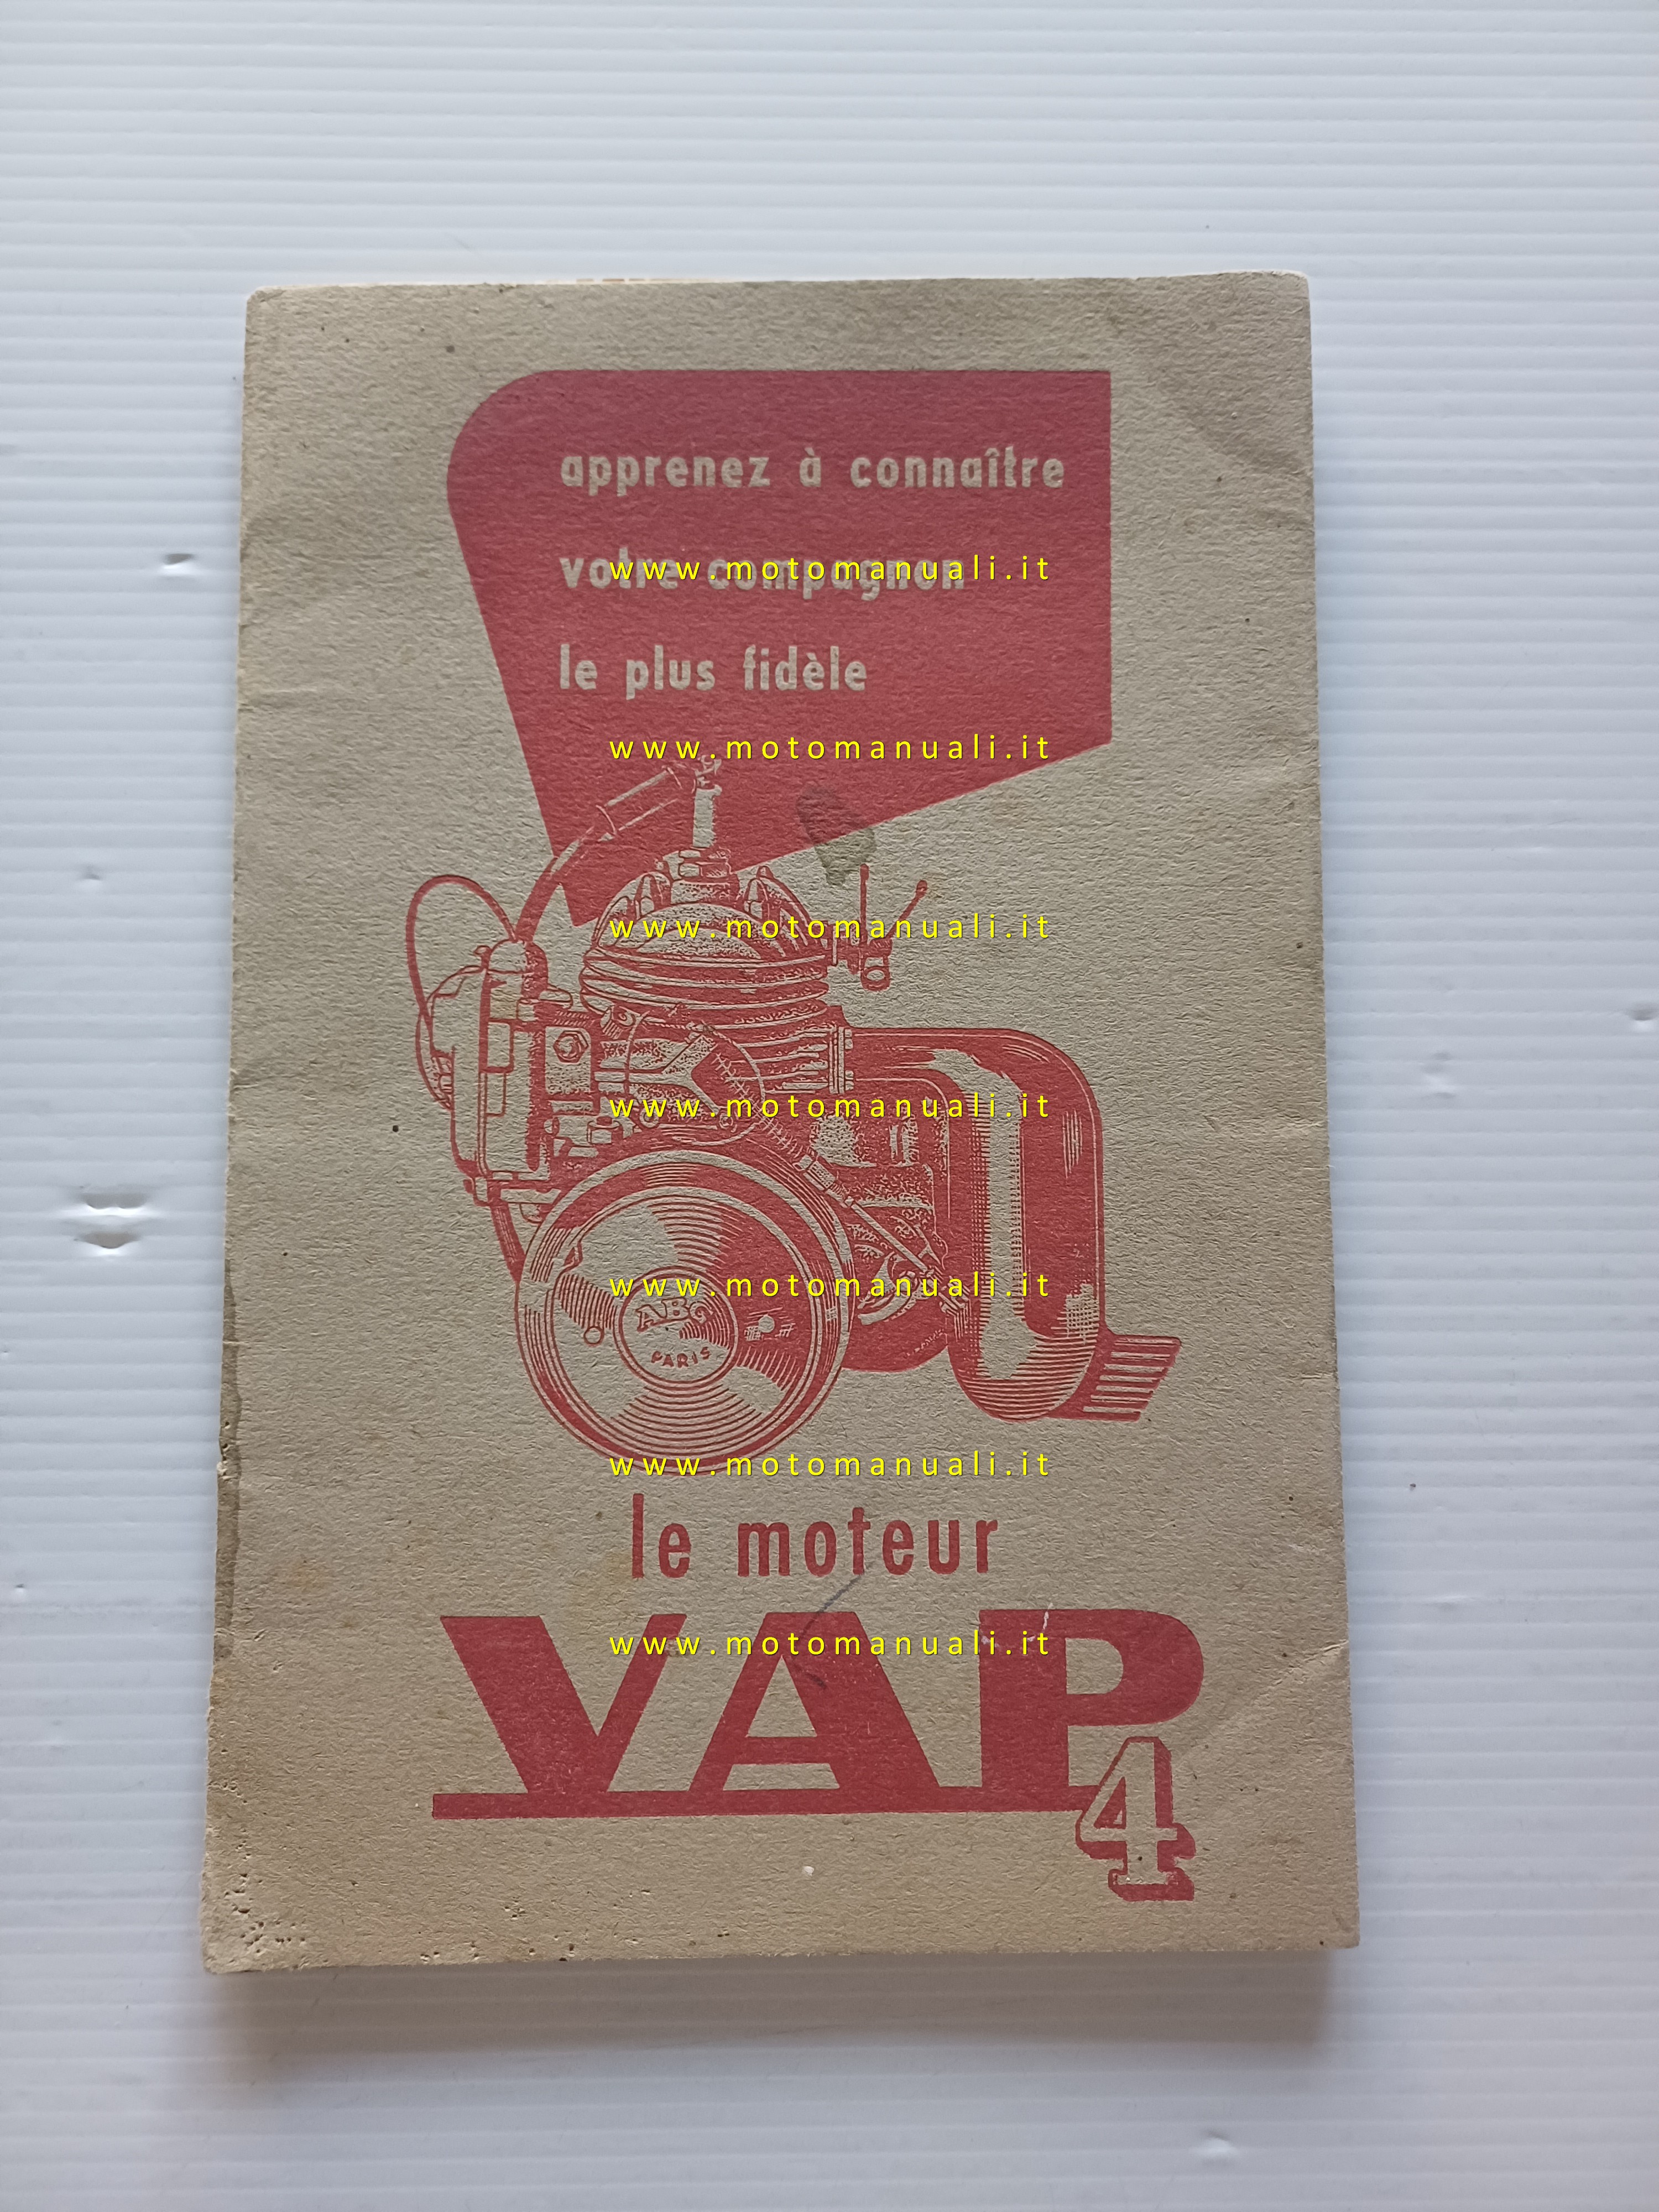 apprenez à connaître
votre compagnon
www.motomanuali.it
le plus fidèle
www.motomanuali.it
www.motomanuali.it
www.motomanuali.it
www.motomanuali.it
ABG
PARIS
www.motomanuali.it
le moteur
www.motomanuali.it
VAP
4